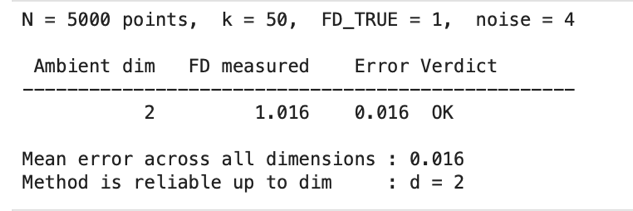 N = 5000 points,  k = 50,  FD_TRUE = 1,  noise = 4
Ambient dim   FD measured    Error Verdict
--------------------------------------------------
2         1.016    0.016  OK
Mean error across all dimensions : 0.016
Method is reliable up to dim     : d = 2